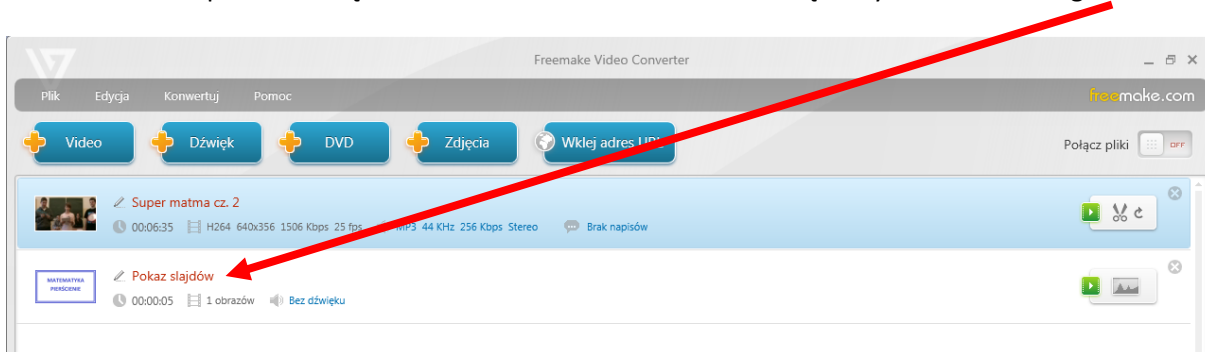 Freemake Video Converter
Plik Edycja Konwertuj Pomoc
freemake.com
Video Dźwięk DVD Zdjęcia Wklej adres
Połącz pliki OFF
Super matma cz. 2
00:06:35 H264 640x356 1506 Kbps 25 fps MP3 44 KHz 256 Kbps Stereo Brak napisów
MATEMATYKA
PIERŚCIENIE
Pokaz slajdów
00:00:05 1 obrazów Bez dźwięku